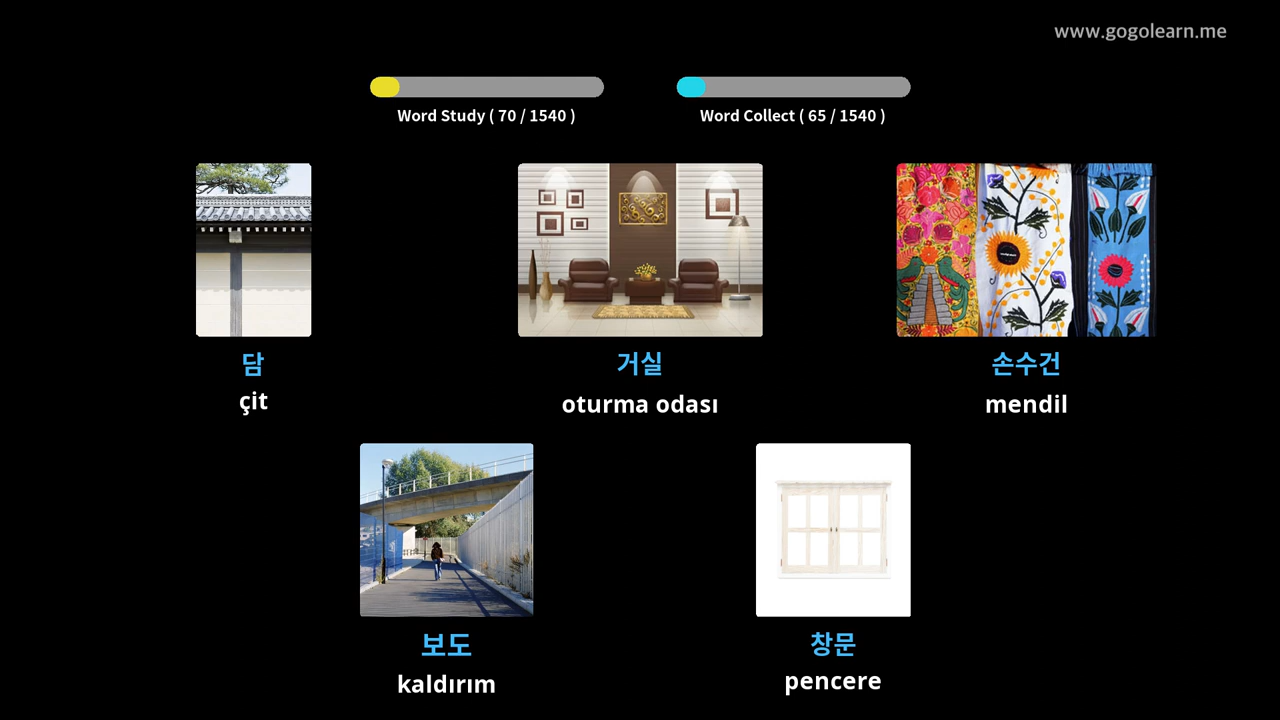 www.gogolearn.me
Word Study ( 70 / 1540 )
Word Collect ( 65 / 1540 )
담
çit
거실
oturma odası
손수건
mendil
보도
kaldırım
창문
pencere